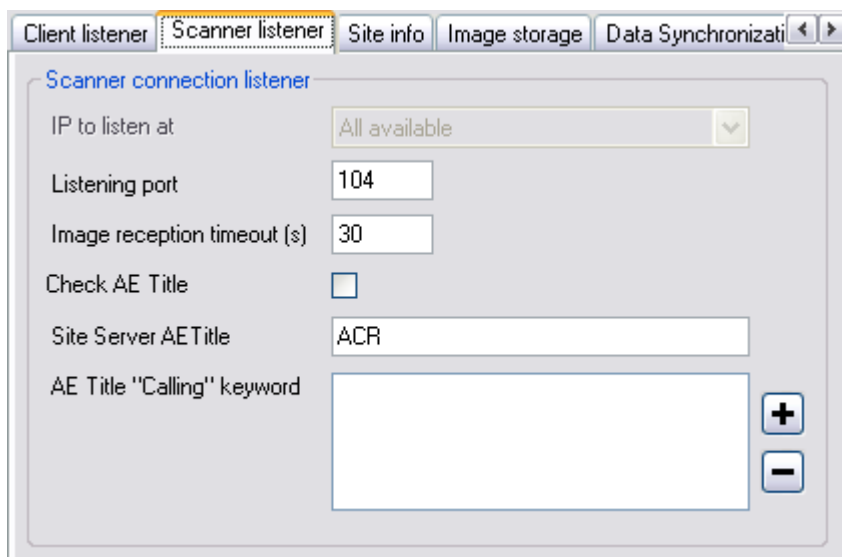 Client listener Scanner listener Site info Image storage Data Synchronizati
Scanner connection listener
IP to listen at All available
Listening port 104
Image reception timeout (s) 30
Check AE Title
Site Server AETitle ACR
AE Title "Calling" keyword